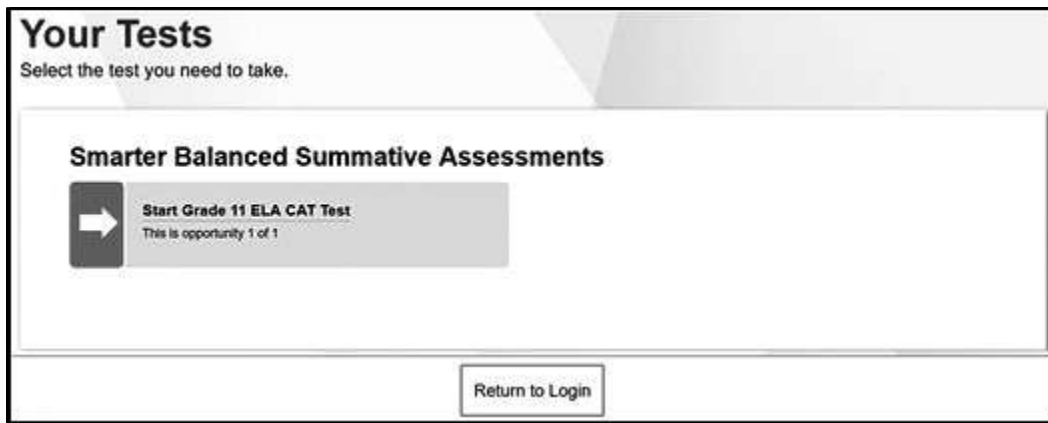 Your Tests
Select the test you need to take.
Smarter Balanced Summative Assessments
Start Grade 11 ELA CAT Test
This is opportunity 1 of 1
Return to Login